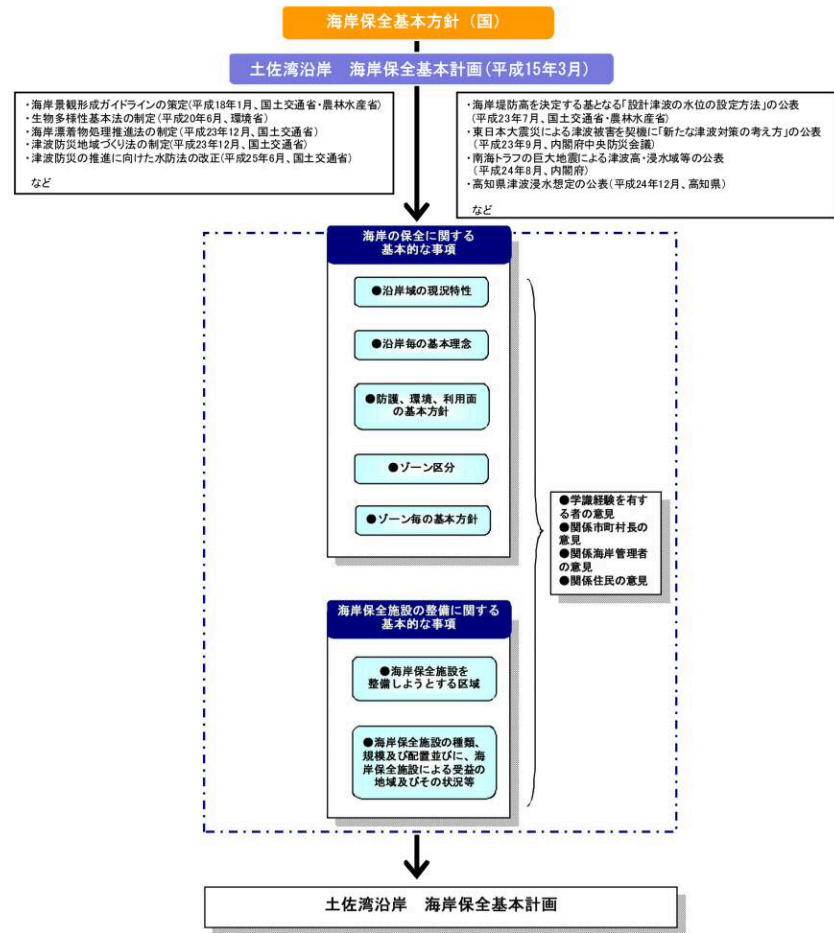 海岸保全基本方針（国）
土佐湾沿岸　海岸保全基本計画(平成15年3月)
・海岸景観形成ガイドラインの策定(平成18年1月、国土交通省・農林水産省)
・生物多様性基本法の制定(平成20年6月、環境省)
・海岸漂着物処理推進法の制定(平成23年12月、国土交通省)
・津波防災地域づくり法の制定(平成23年12月、国土交通省)
・津波防災の推進に向けた水防法の改正(平成25年6月、国土交通省)
など
・海岸堤防高を決定する基となる「設計津波の水位の設定方法」の公表
(平成23年7月、国土交通省・農林水産省)
・東日本大震災による津波被害を契機に「新たな津波対策の考え方」の公表
(平成23年9月、内閣府中央防災会議)
・南海トラフの巨大地震による津波高・浸水域等の公表
(平成24年8月、内閣府)
・高知県津波浸水想定の公表(平成24年12月、高知県)
など
海岸の保全に関する
基本的な事項
●沿岸域の現況特性
●沿岸毎の基本理念
●防護、環境、利用面
の基本方針
●ゾーン区分
●ゾーン毎の基本方針
●学識経験を有す
る者の意見
●関係市町村長の
意見
●関係海岸管理者
の意見
●関係住民の意見
海岸保全施設の整備に関する
基本的な事項
●海岸保全施設を
整備しようとする区域
●海岸保全施設の種類、
規模及び配置並びに、海
岸保全施設による受益の
地域及びその状況等
土佐湾沿岸　海岸保全基本計画